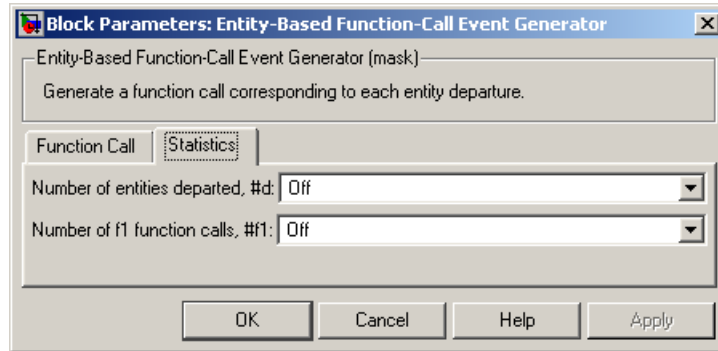 Block Parameters: Entity-Based Function-Call Event Generator
Entity-Based Function-Call Event Generator (mask)
Generate a function call corresponding to each entity departure.
Function Call Statistics
Number of entities departed, #d: Off
Number of f1 function calls, #f1: Off
OK Cancel Help Apply